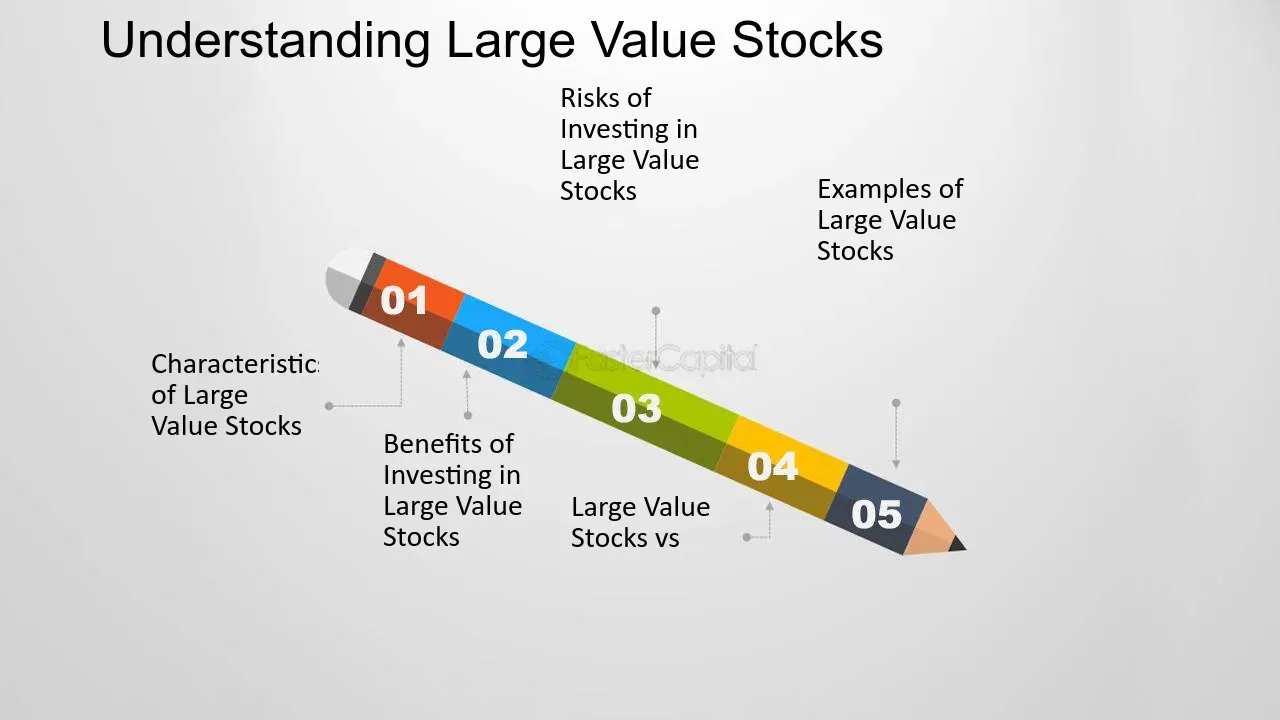 Understanding Large Value Stocks
Risks of
Investing in
Large Value
Stocks
Examples of
Large Value
Stocks
01
02
FasterCapital
03
04
05
Characteristics
of Large
Value Stocks
Benefits of
Investing in
Large Value
Stocks
Large Value
Stocks vs